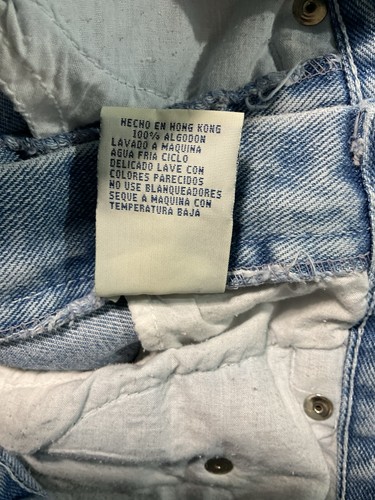 HECHO EN HONG KONG
100% ALGODON
LAVADO A MAQUINA
AGUA FRIA CICLO
DELICADO LAVE CON
COLORES PARECIDOS
NO USE BLANQUEADORES
SEQUE A MAQUINA CON
TEMPERATURA BAJA